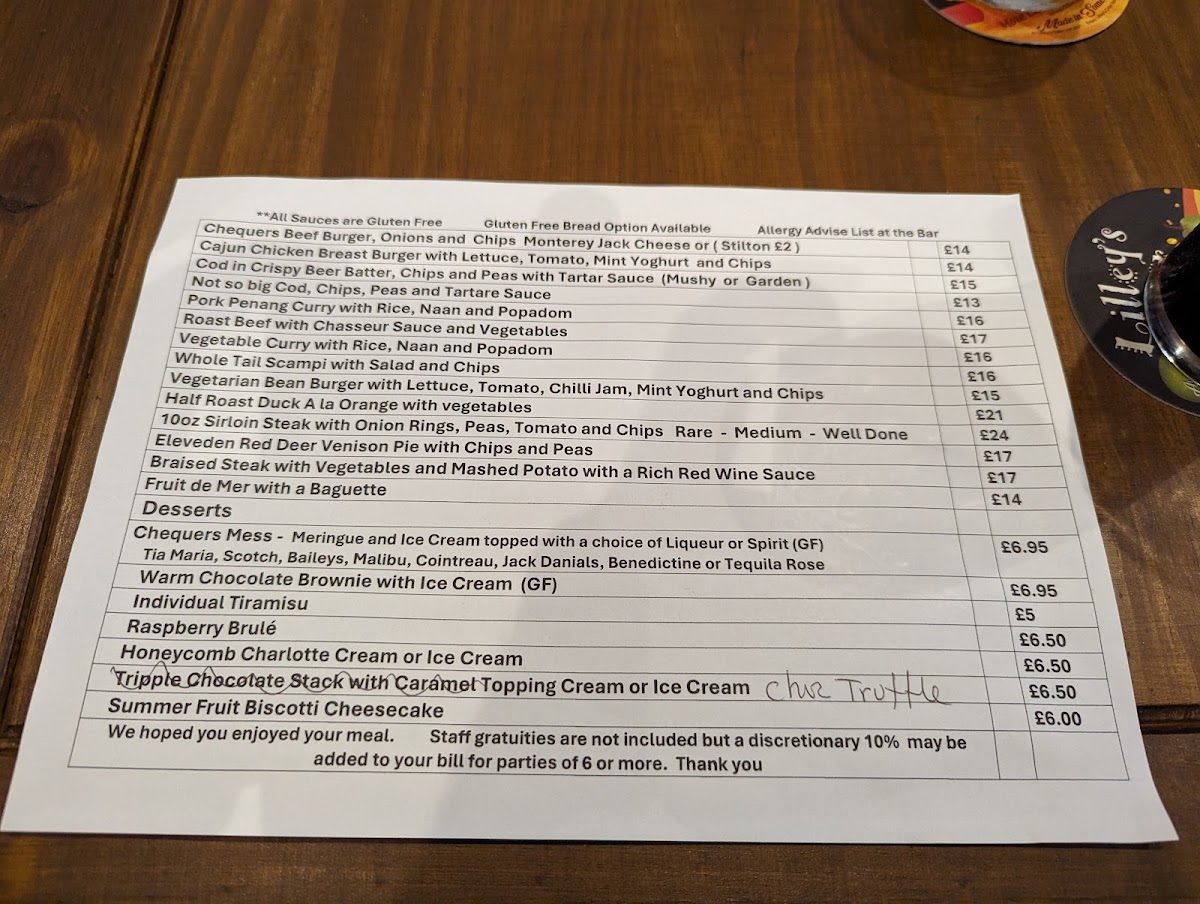 **All Sauces are Gluten Free Gluten Free Bread Option Available Allergy Advise List at the Bar
Chequers Beef Burger, Onions and Chips Monterey Jack Cheese or ( Stilton £2 ) £14
Cajun Chicken Breast Burger with Lettuce, Tomato, Mint Yoghurt and Chips £14
Cod in Crispy Beer Batter, Chips and Peas with Tartar Sauce (Mushy or Garden ) £15
Not so big Cod, Chips, Peas and Tartare Sauce £13
Pork Penang Curry with Rice, Naan and Popadom £16
Roast Beef with Chasseur Sauce and Vegetables £17
Vegetable Curry with Rice, Naan and Popadom £16
Whole Tail Scampi with Salad and Chips £16
Vegetarian Bean Burger with Lettuce, Tomato, Chilli Jam, Mint Yoghurt and Chips £15
Half Roast Duck A la Orange with vegetables £21
10oz Sirloin Steak with Onion Rings, Peas, Tomato and Chips Rare - Medium - Well Done £24
Eleveden Red Deer Venison Pie with Chips and Peas £17
Braised Steak with Vegetables and Mashed Potato with a Rich Red Wine Sauce £17
Fruit de Mer with a Baguette £14
Desserts
Chequers Mess - Meringue and Ice Cream topped with a choice of Liqueur or Spirit (GF) £6.95
Tia Maria, Scotch, Baileys, Malibu, Cointreau, Jack Danials, Benedictine or Tequila Rose
Warm Chocolate Brownie with Ice Cream (GF) £6.95
Individual Tiramisu £5
Raspberry Brulé £6.50
Honeycomb Charlotte Cream or Ice Cream £6.50
Tripple Chocolate Stack with Caramel Topping Cream or Ice Cream Choc Truffle £6.50
Summer Fruit Biscotti Cheesecake £6.00
We hoped you enjoyed your meal. Staff gratuities are not included but a discretionary 10% may be
added to your bill for parties of 6 or more. Thank you
Lilley's
Made in